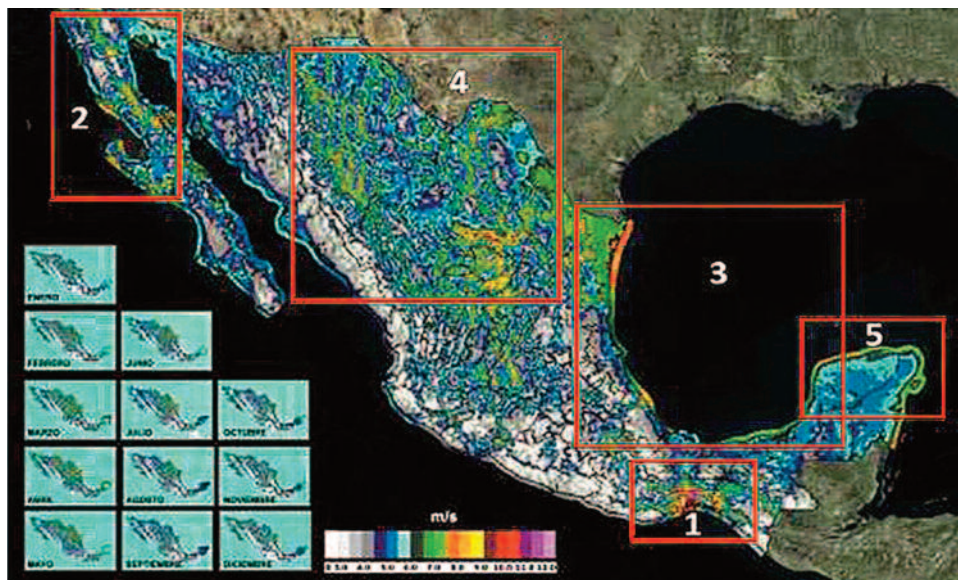 2
4
3
5
1
ENERO
FEBRERO JUNIO
MARZO JULIO OCTUBRE
ABRIL AGOSTO NOVIEMBRE
MAYO SEPTIEMBRE DICIEMBRE
m/s